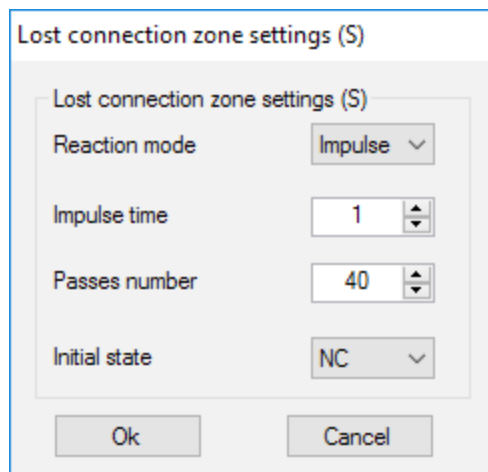 Lost connection zone settings (S)
Lost connection zone settings (S)
Reaction mode Impulse
Impulse time 1
Passes number 40
Initial state NC
Ok Cancel